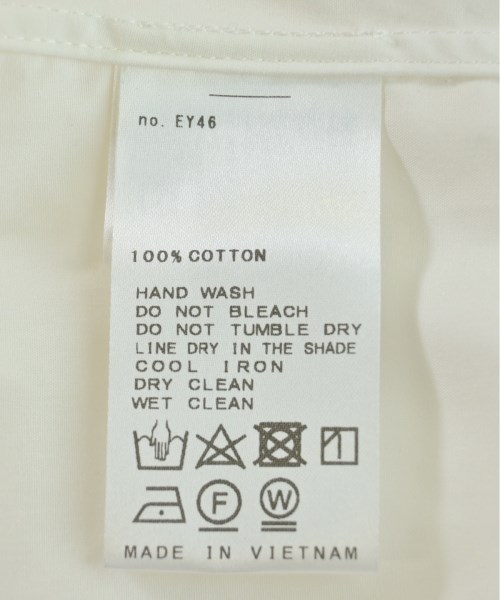 no. EY46
100% COTTON
HAND WASH
DO NOT BLEACH
DO NOT TUMBLE DRY
LINE DRY IN THE SHADE
COOL IRON
DRY CLEAN
WET CLEAN
F W
MADE IN VIETNAM